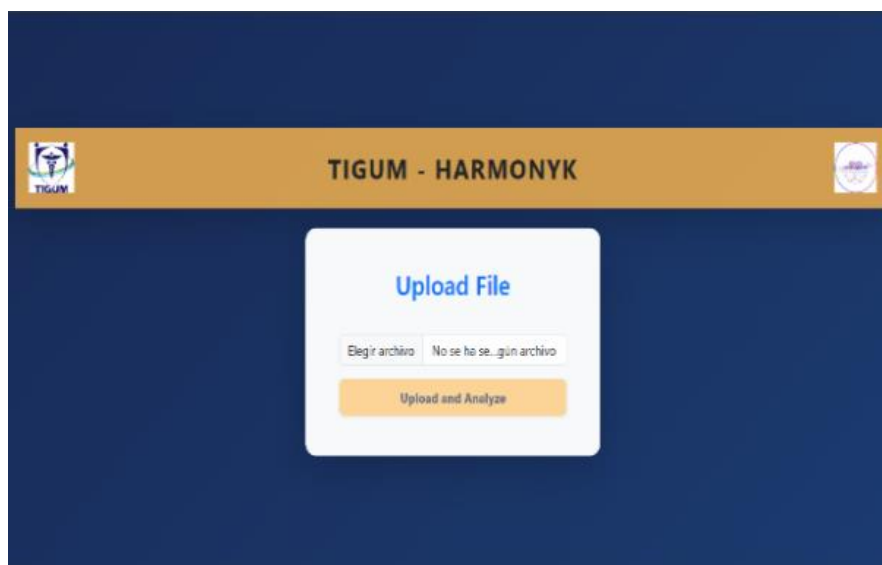 TIGUM
TIGUM - HARMONYK
Upload File
Elegir archivo No se ha se...gún archivo
Upload and Analyze